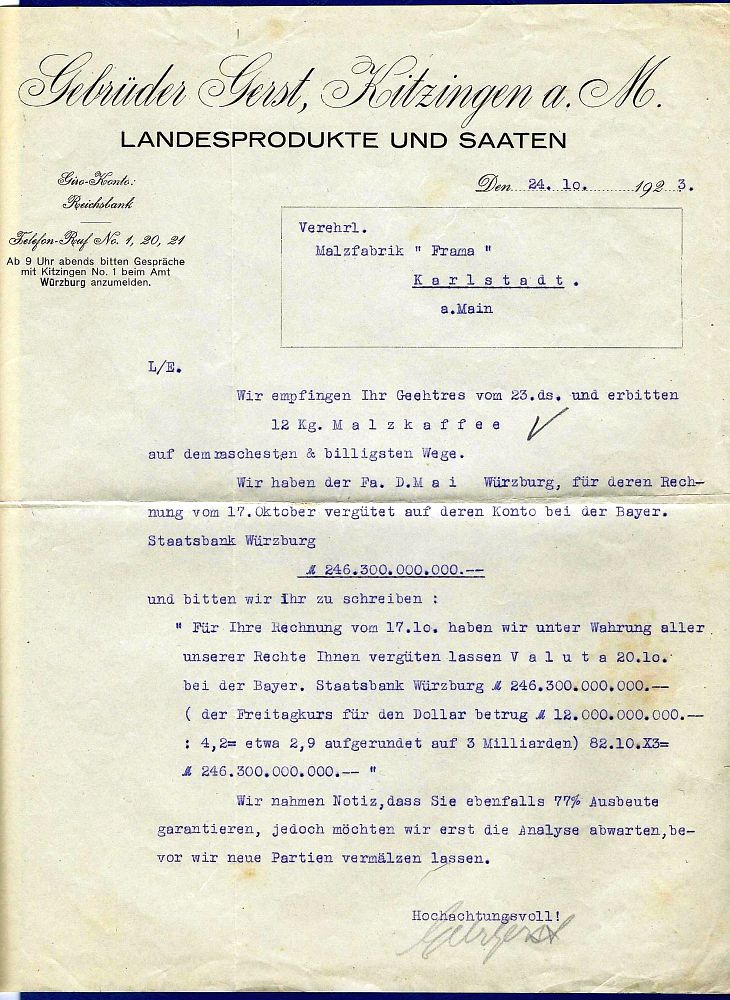 Gebrüder Gerst, Kitzingen a. M.
LANDESPRODUKTE UND SAATEN
Giro-Konto:
Reichsbank
Telefon-Ruf No. 1, 20, 21
Ab 9 Uhr abends bitten Gespräche
mit Kitzingen No. 1 beim Amt
Würzburg anzumelden.
Den 24. 1o. 1923.
Verehrl.
Malzfabrik " Frama "
Karlstadt.
a.Main
L/E.
Wir empfingen Ihr Geehtres vom 23.ds. und erbitten
12 Kg. Malzkaffee
auf dem raschesten & billigsten Wege.
Wir haben der Fa. D.Mai Würzburg, für deren Rech-
nung vom 17.Oktober vergütet auf deren Konto bei der Bayer.
Staatsbank Würzburg
M 246.300.000.000.--
und bitten wir Ihr zu schreiben :
" Für Ihre Rechnung vom 17.1o. haben wir unter Wahrung aller
unserer Rechte Ihnen vergüten lassen Valuta 20.1o.
bei der Bayer. Staatsbank Würzburg M 246.300.000.000.--
( der Freitagkurs für den Dollar betrug M 12.000.000.000.--
: 4,2= etwa 2,9 aufgerundet auf 3 Milliarden) 82.10.X3=
M 246.300.000.000.-- "
Wir nahmen Notiz,dass Sie ebenfalls 77% Ausbeute
garantieren, jedoch möchten wir erst die Analyse abwarten,be-
vor wir neue Partien vermälzen lassen.
Hochachtungsvoll!